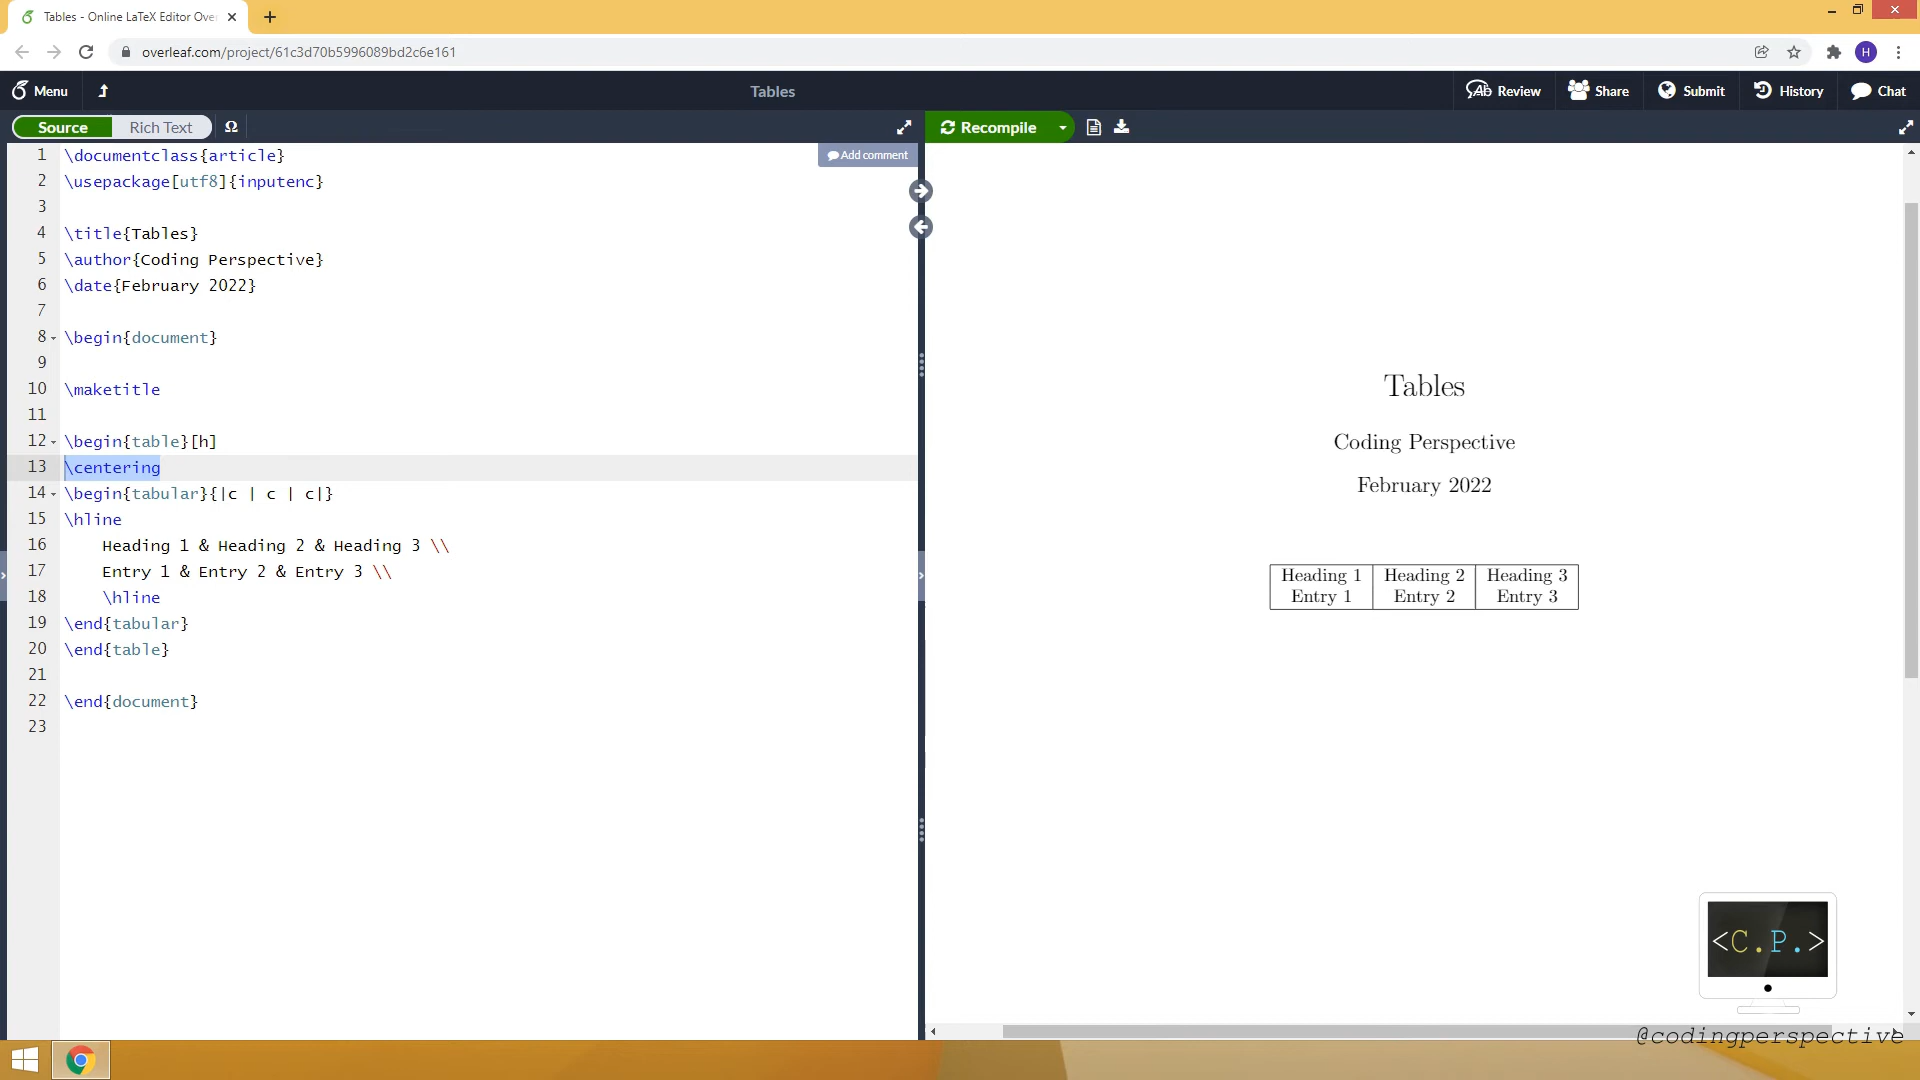 Tables - Online LaTeX Editor Over
overleaf.com/project/61c3d70b5996089bd2c6e161
H
Menu
Tables
Review
Share
Submit
History
Chat
Source
Rich Text
Ω
Recompile
Add comment
1 \documentclass{article}
2 \usepackage[utf8]{inputenc}
3
4 \title{Tables}
5 \author{Coding Perspective}
6 \date{February 2022}
7
8 \begin{document}
9
10 \maketitle
11
12 \begin{table}[h]
13 \centering
14 \begin{tabular}{|c | c | c|}
15 \hline
16 Heading 1 & Heading 2 & Heading 3 \\
17 Entry 1 & Entry 2 & Entry 3 \\
18 \hline
19 \end{tabular}
20 \end{table}
21
22 \end{document}
23
Tables
Coding Perspective
February 2022
Heading 1 Heading 2 Heading 3
Entry 1 Entry 2 Entry 3
<C.P.>
@codingperspective